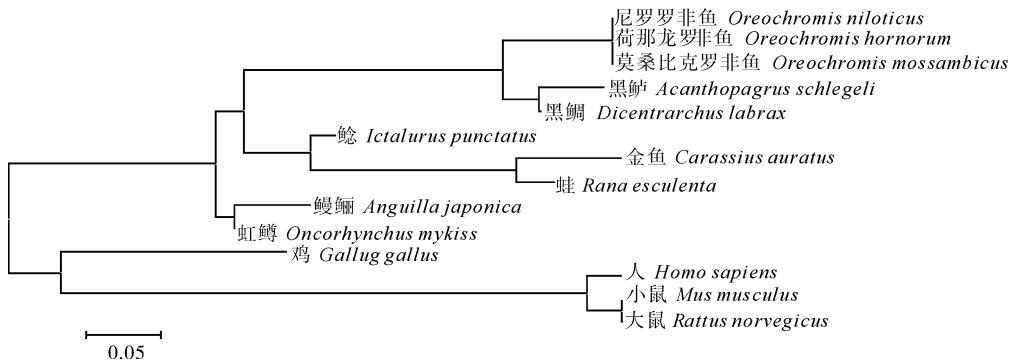 尼罗罗非鱼 Oreochromis niloticus
荷那龙罗非鱼 Oreochromis hornorum
莫桑比克罗非鱼 Oreochromis mossambicus
黑鲈 Acanthopagrus schlegeli
黑鲷 Dicentrarchus labrax
鲶 Ictalurus punctatus
金鱼 Carassius auratus
蛙 Rana esculenta
鳗鲡 Anguilla japonica
虹鳟 Oncorhynchus mykiss
鸡 Gallug gallus
人 Homo sapiens
小鼠 Mus musculus
大鼠 Rattus norvegicus
0.05